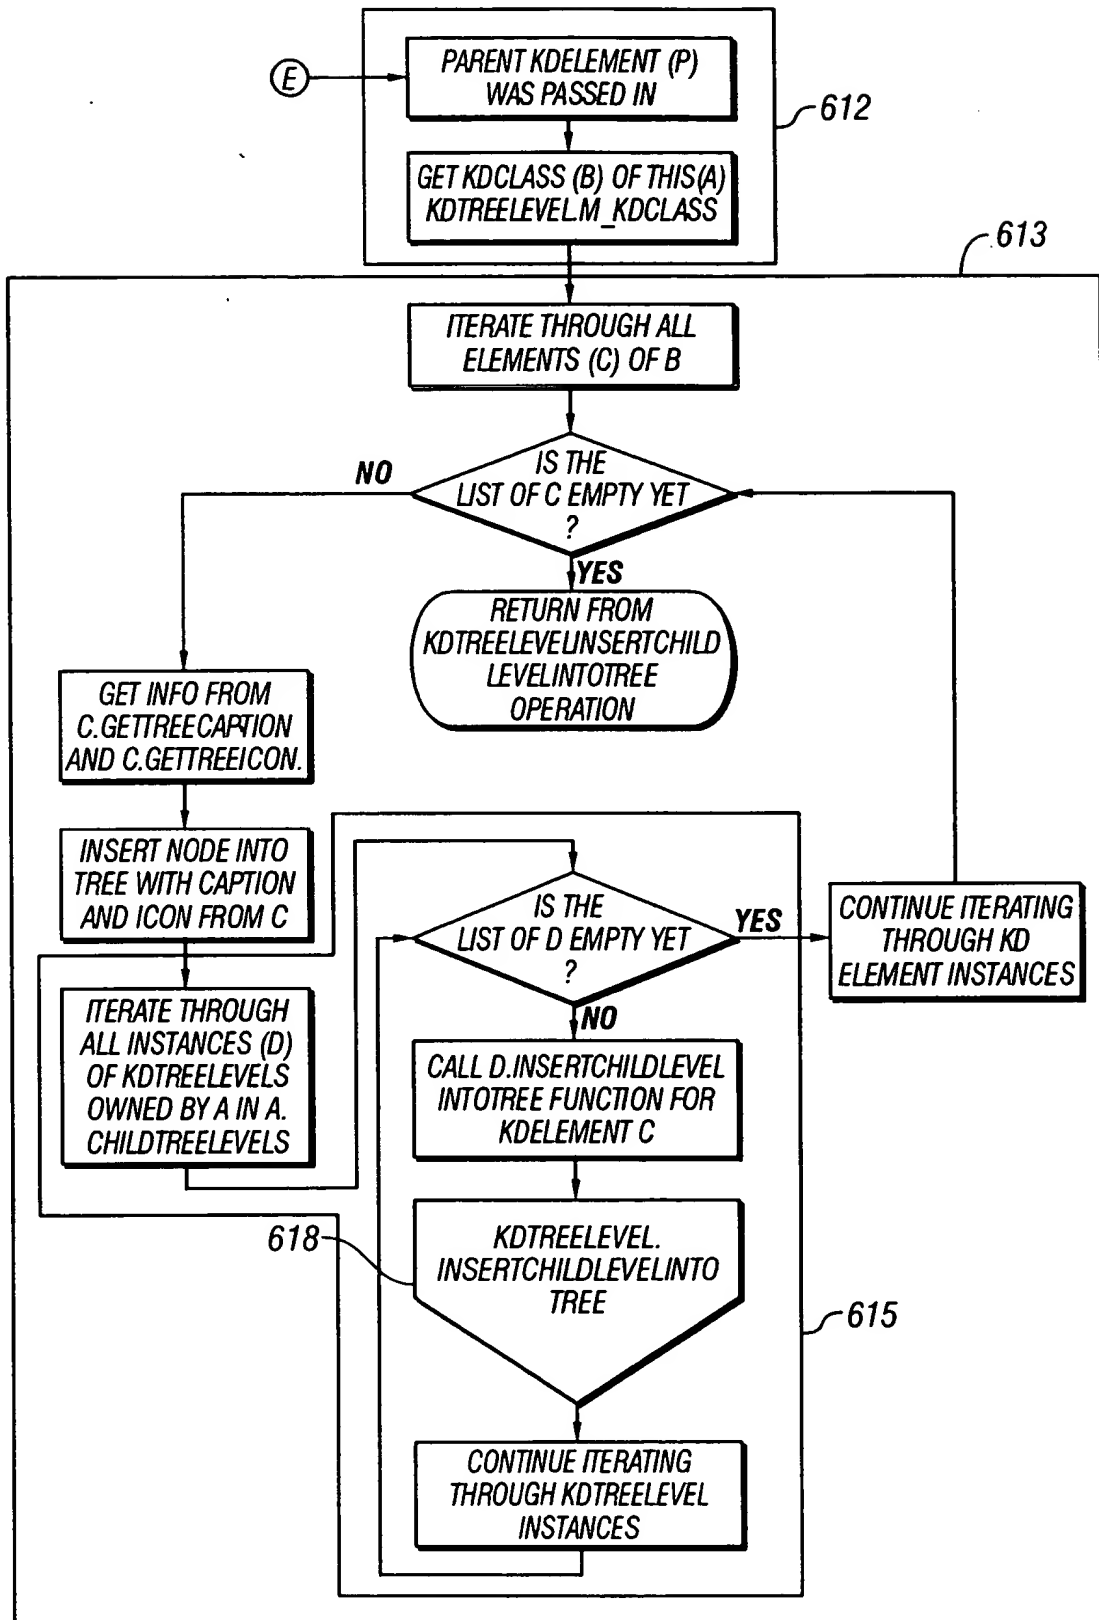 E
PARENT KDELEMENT (P)
WAS PASSED IN
612
GET KDCLASS (B) OF THIS(A)
KDTREELEVEL.M_KDCLASS
613
ITERATE THROUGH ALL
ELEMENTS (C) OF B
NO
IS THE
LIST OF C EMPTY YET
?
YES
RETURN FROM
KDTREELEVELINSERTCHILD
LEVELINTOTREE
OPERATION
GET INFO FROM
C.GETTREECAPTION
AND C.GETTREEICON.
INSERT NODE INTO
TREE WITH CAPTION
AND ICON FROM C
IS THE
LIST OF D EMPTY YET
?
YES
CONTINUE ITERATING
THROUGH KD
ELEMENT INSTANCES
NO
ITERATE THROUGH
ALL INSTANCES (D)
OF KDTREELEVELS
OWNED BY A IN A.
CHILDTREELEVELS
CALL D.INSERTCHILDLEVEL
INTOTREE FUNCTION FOR
KDELEMENT C
618
KDTREELEVEL.
INSERTCHILDLEVELINTO
TREE
615
CONTINUE ITERATING
THROUGH KDTREELEVEL
INSTANCES